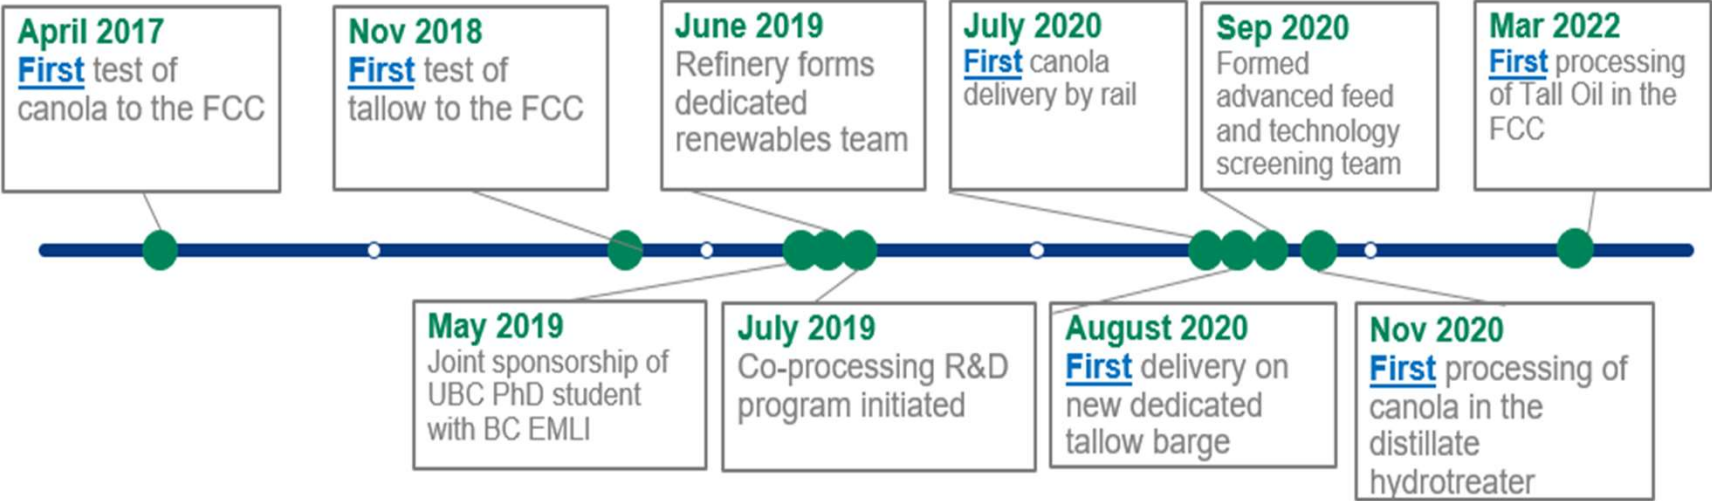 April 2017
First test of
canola to the FCC
Nov 2018
First test of
tallow to the FCC
June 2019
Refinery forms
dedicated
renewables team
July 2020
First canola
delivery by rail
Sep 2020
Formed
advanced feed
and technology
screening team
Mar 2022
First processing
of Tall Oil in the
FCC
May 2019
Joint sponsorship of
UBC PhD student
with BC EMLI
July 2019
Co-processing R&D
program initiated
August 2020
First delivery on
new dedicated
tallow barge
Nov 2020
First processing of
canola in the
distillate
hydrotreater